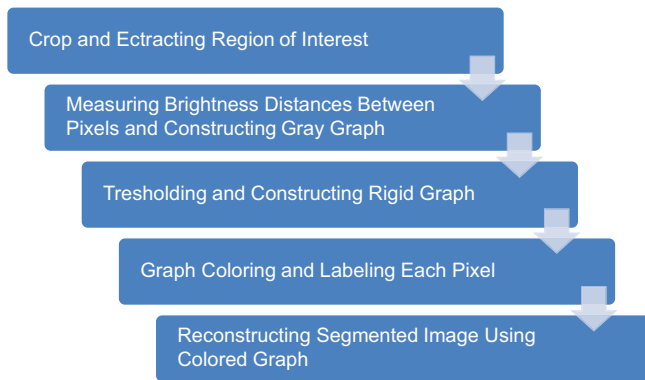 Crop and Ectracting Region of Interest
Measuring Brightness Distances Between
Pixels and Constructing Gray Graph
Tresholding and Constructing Rigid Graph
Graph Coloring and Labeling Each Pixel
Reconstructing Segmented Image Using
Colored Graph